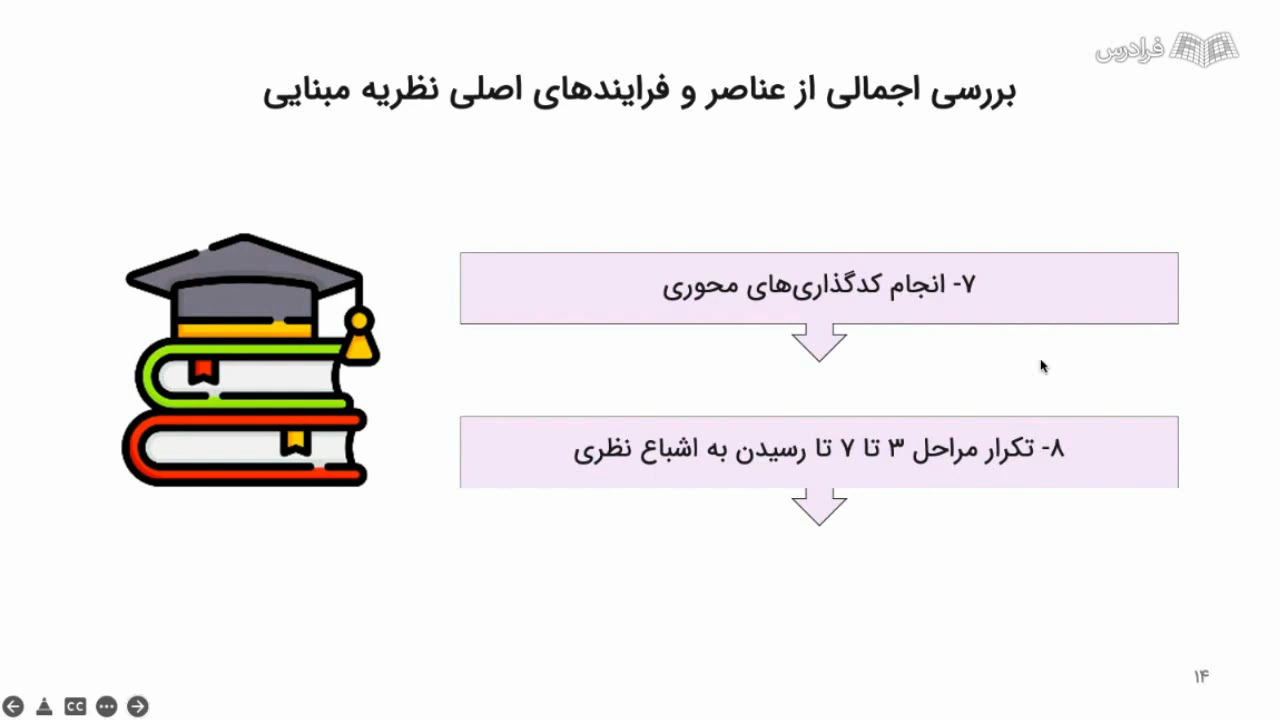 فرادرس
بررسی اجمالی از عناصر و فرایندهای اصلی نظریه مبنایی
۷- انجام کدگذاری‌های محوری
۸- تکرار مراحل ۳ تا ۷ تا رسیدن به اشباع نظری
۱۴
CC